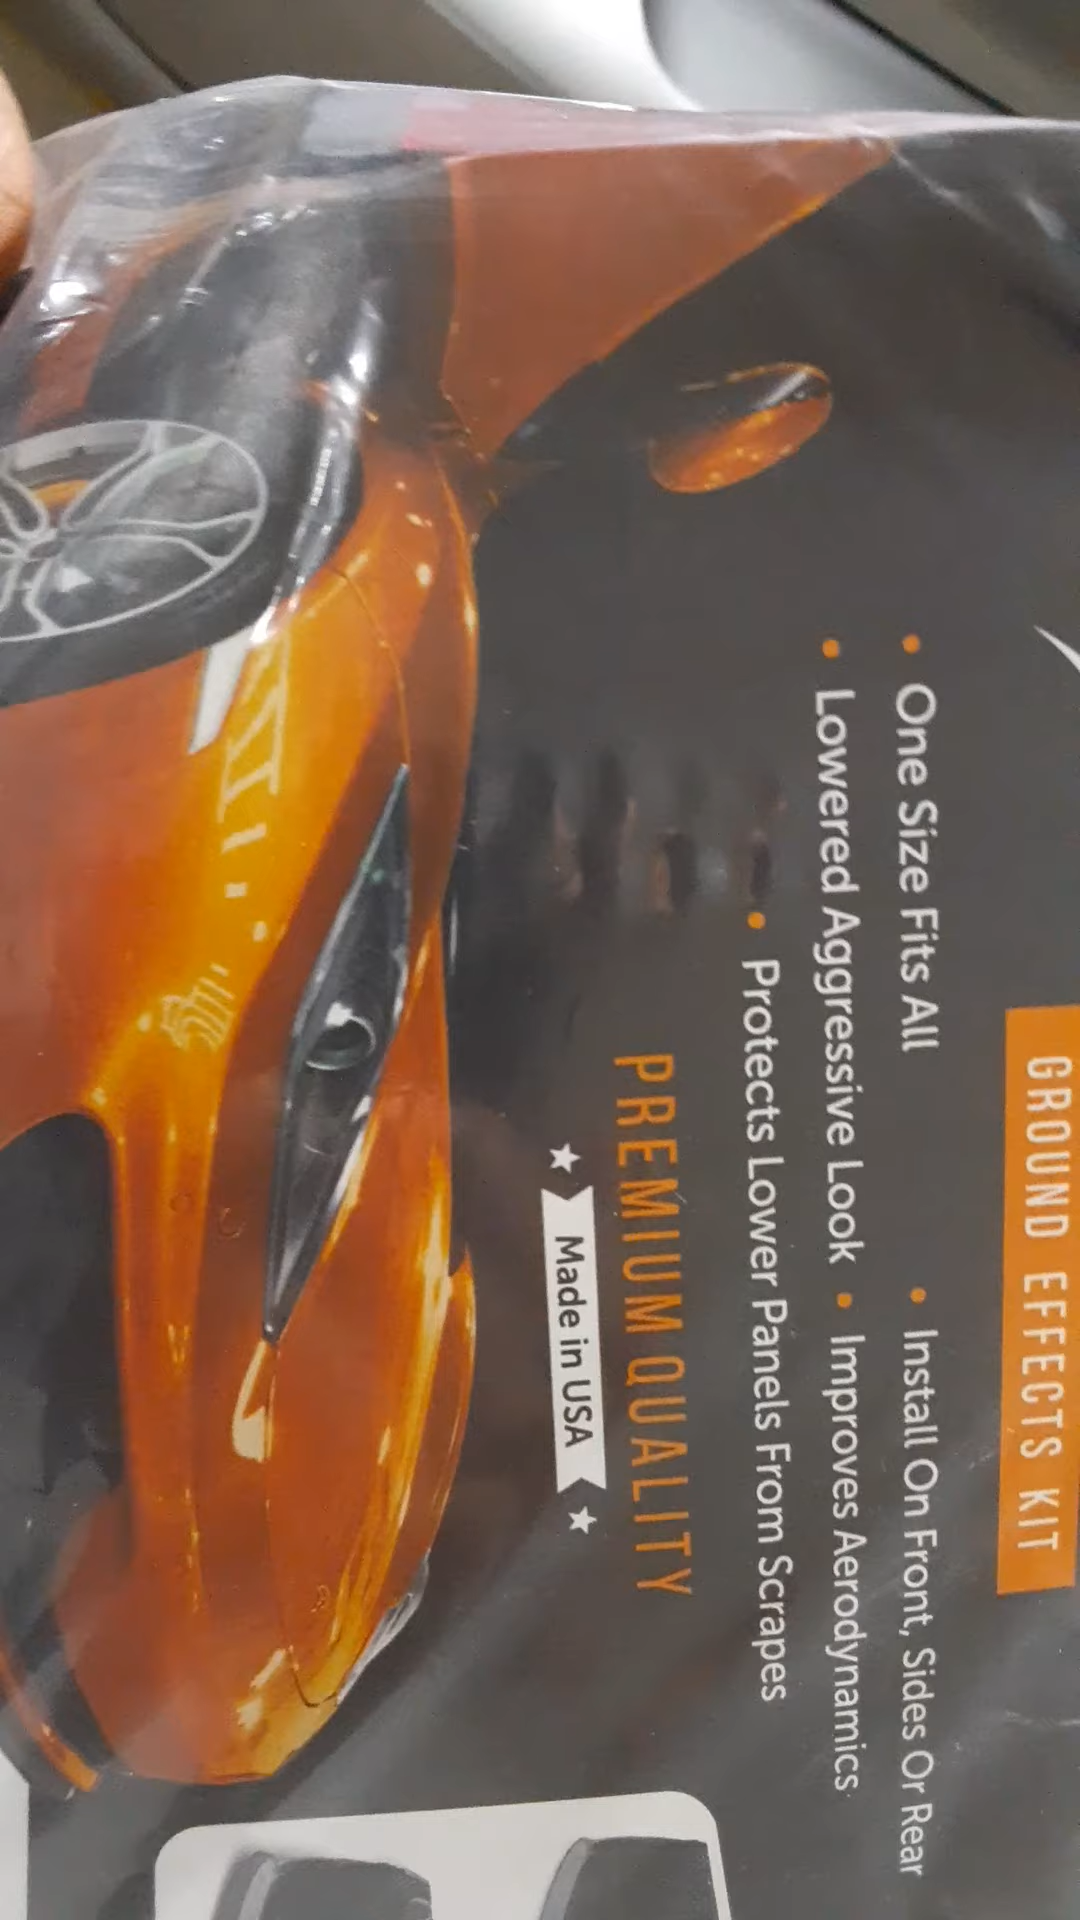 GROUND EFFECTS KIT
• One Size Fits All • Install On Front, Sides Or Rear
• Lowered Aggressive Look • Improves Aerodynamics
• Protects Lower Panels From Scrapes
PREMIUM QUALITY
★ Made in USA ★